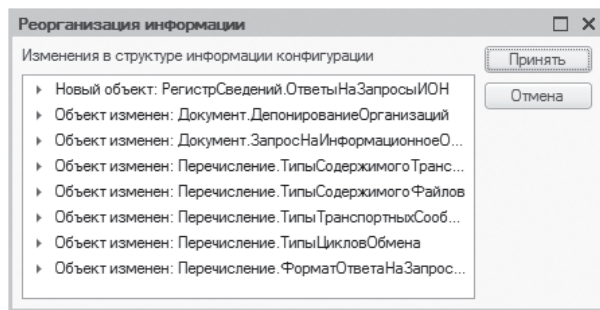 Реорганизация информации
Изменения в структуре информации конфигурации
Принять
Отмена
Новый объект: РегистрСведений.ОтветыНаЗапросыИОН
Объект изменен: Документ.ДепонированиеОрганизаций
Объект изменен: Документ.ЗапросНаИнформационноеО...
Объект изменен: Перечисление.ТипыСодержимогоТранс...
Объект изменен: Перечисление.ТипыСодержимогоФайлов
Объект изменен: Перечисление.ТипыТранспортныхСооб...
Объект изменен: Перечисление.ТипыЦикловОбмена
Объект изменен: Перечисление.ФорматОтветаНаЗапрос...